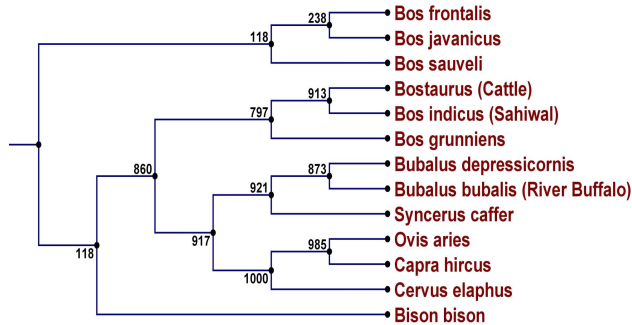 238
Bos frontalis
118
Bos javanicus
Bos sauveli
913
Bostaurus (Cattle)
797
Bos indicus (Sahiwal)
Bos grunniens
860
873
Bubalus depressicornis
921
Bubalus bubalis (River Buffalo)
Syncerus caffer
917
985
Ovis aries
118
Capra hircus
1000
Cervus elaphus
Bison bison